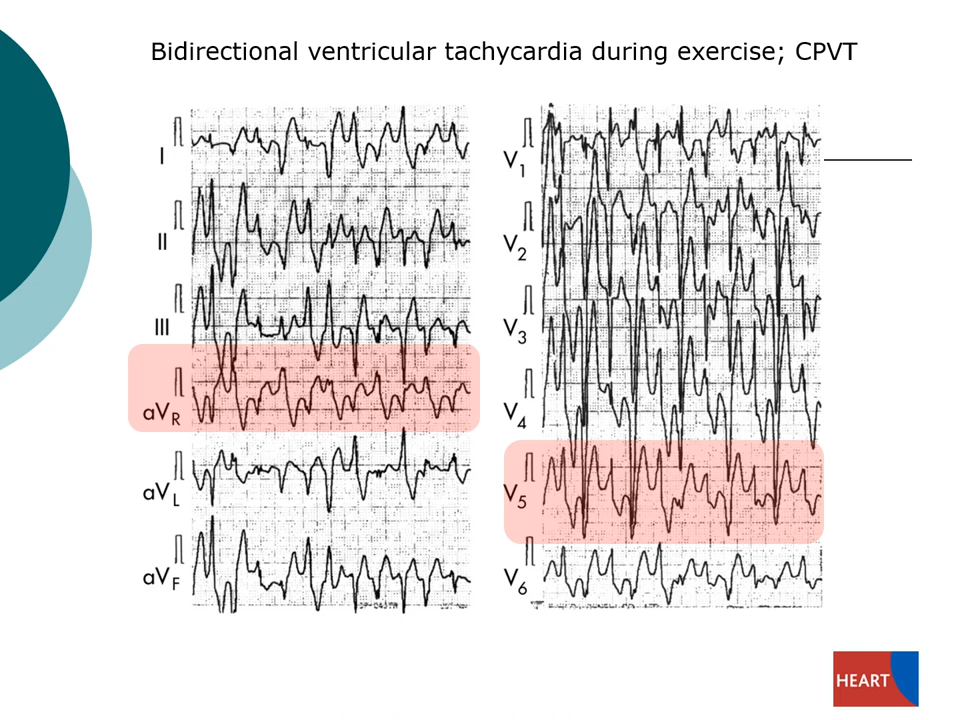 Bidirectional ventricular tachycardia during exercise; CPVT
I
II
III
aVR
aVL
aVF
V1
V2
V3
V4
V5
V6
HEART